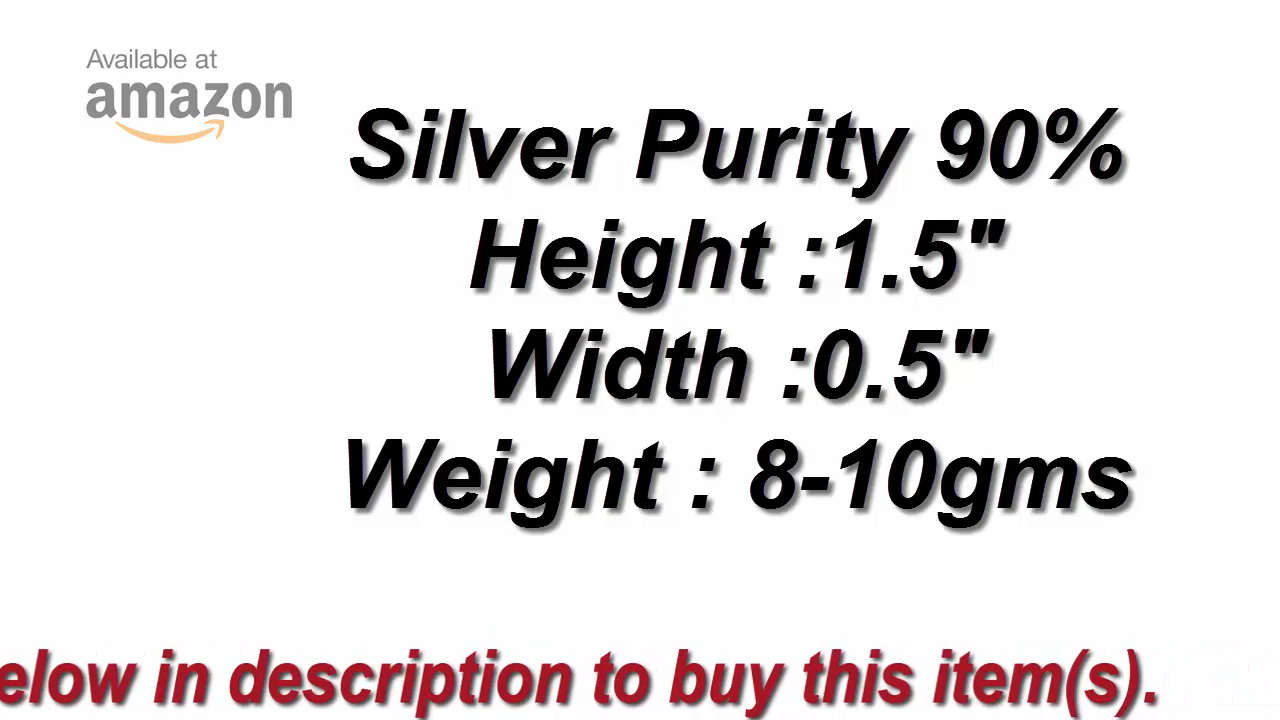 Available at
amazon
Silver Purity 90%
Height :1.5"
Width :0.5"
Weight : 8-10gms
elow in description to buy this item(s).